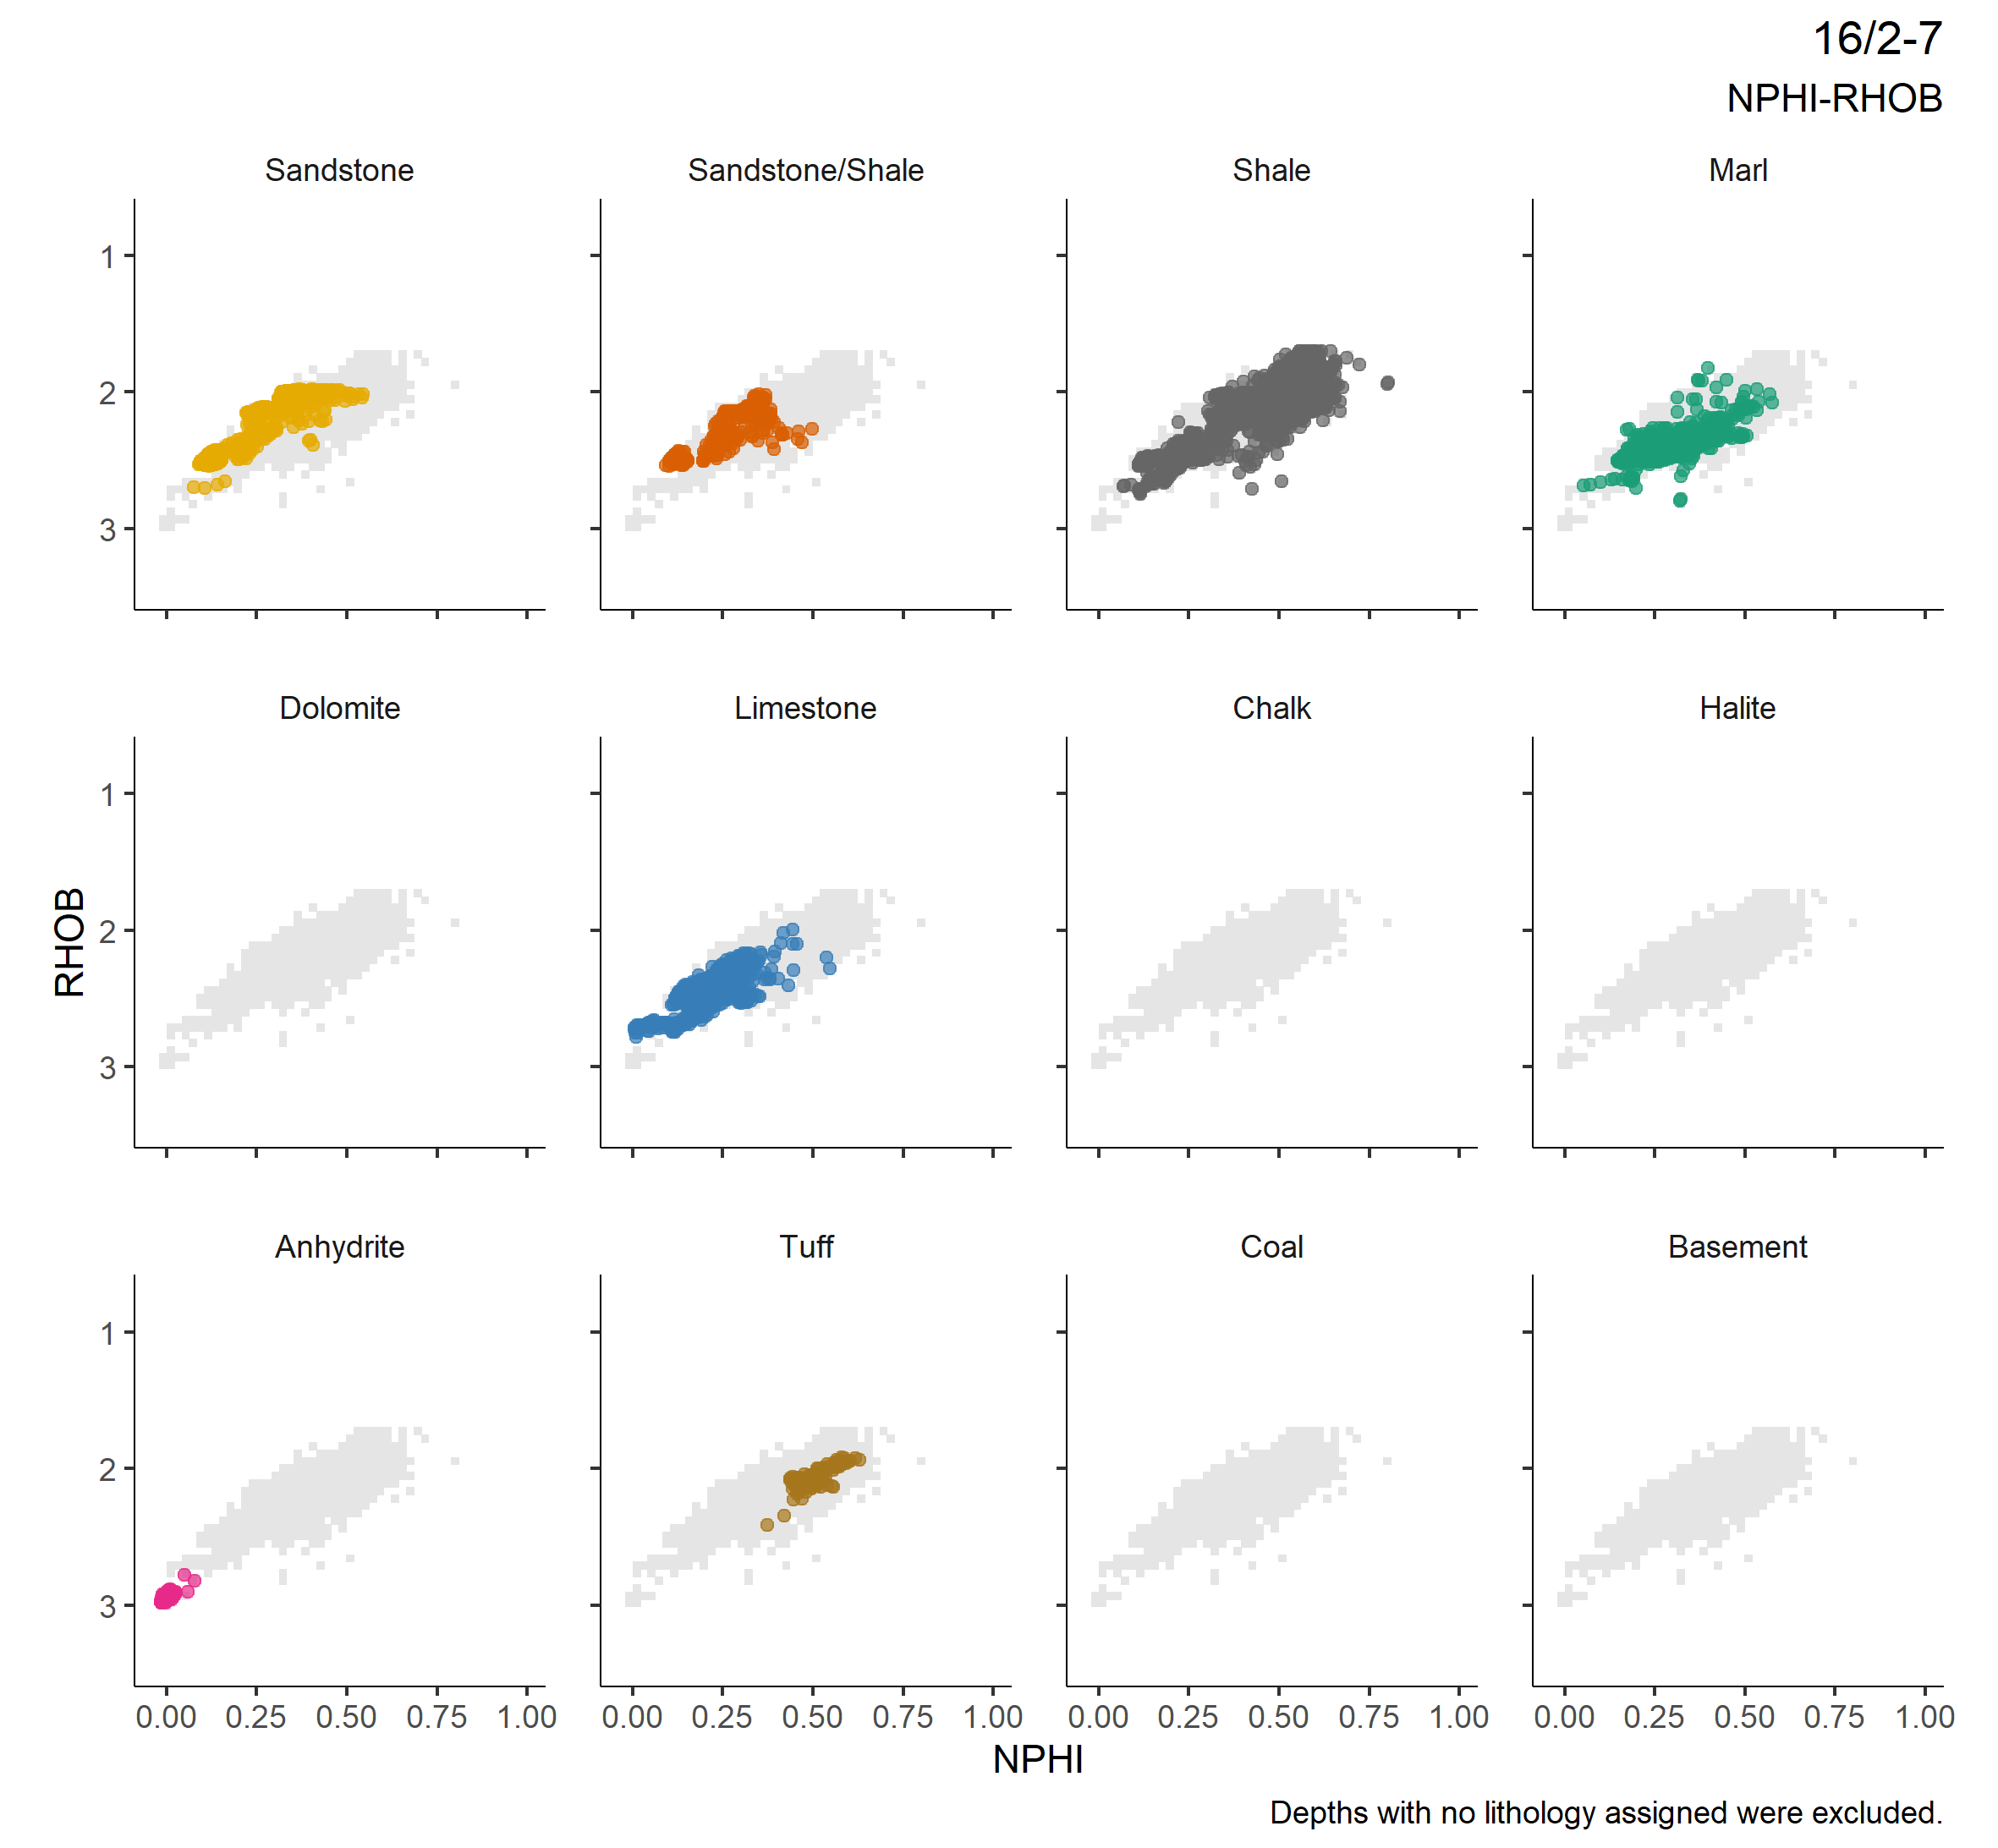 16/2-7
NPHI-RHOB
Sandstone
Sandstone/Shale
Shale
Marl
1
2
3
Dolomite
Limestone
Chalk
Halite
1
2
3
RHOB
Anhydrite
Tuff
Coal
Basement
1
2
3
0.00 0.25 0.50 0.75 1.00
0.00 0.25 0.50 0.75 1.00
0.00 0.25 0.50 0.75 1.00
0.00 0.25 0.50 0.75 1.00
NPHI
Depths with no lithology assigned were excluded.